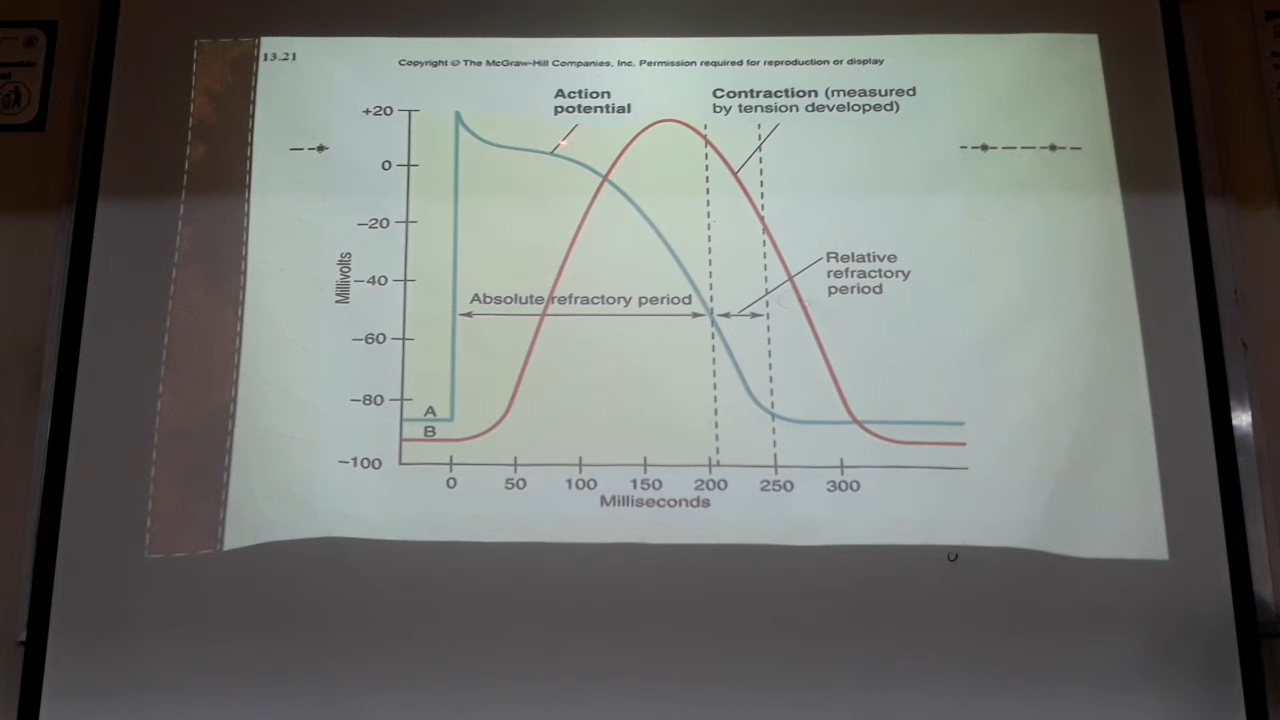 13.21
Copyright © The McGraw-Hill Companies, Inc. Permission required for reproduction or display
Action
potential
Contraction (measured
by tension developed)
+20
0
−20
−40
−60
−80
−100
Millivolts
Absolute refractory period
Relative
refractory
period
A
B
0 50 100 150 200 250 300
Milliseconds